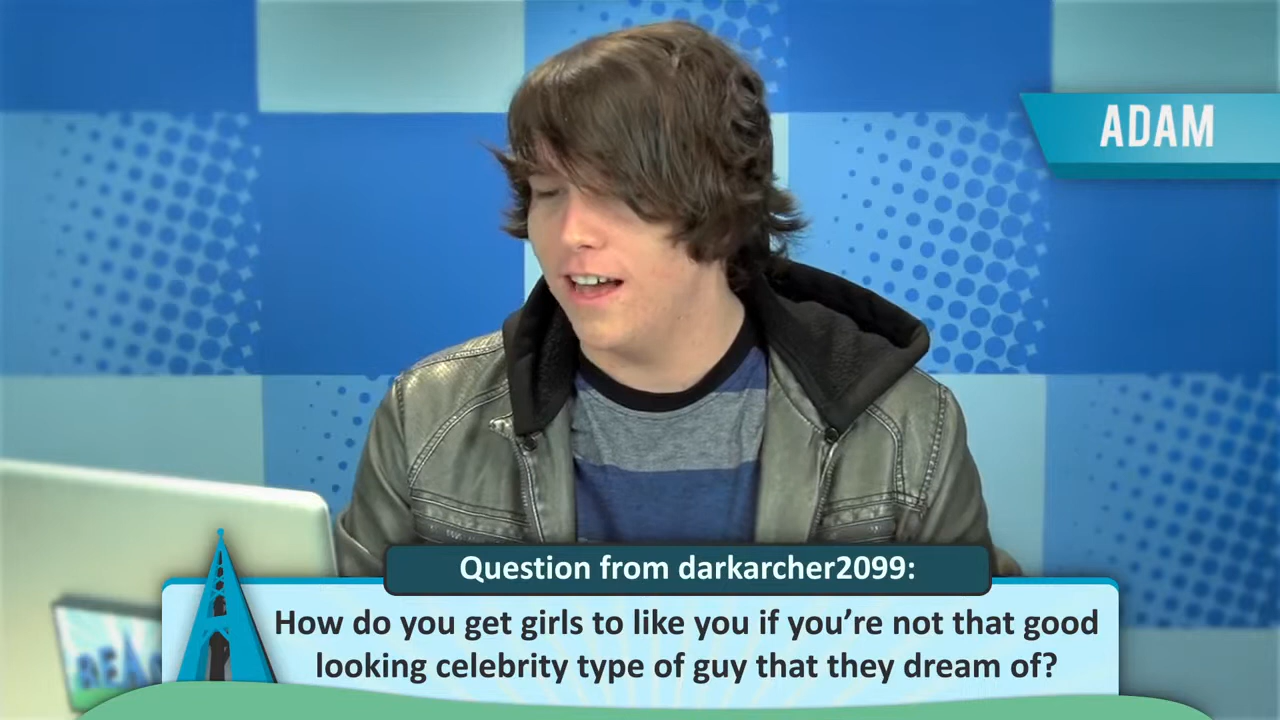 ADAM
Question from darkarcher2099:
How do you get girls to like you if you're not that good
looking celebrity type of guy that they dream of?